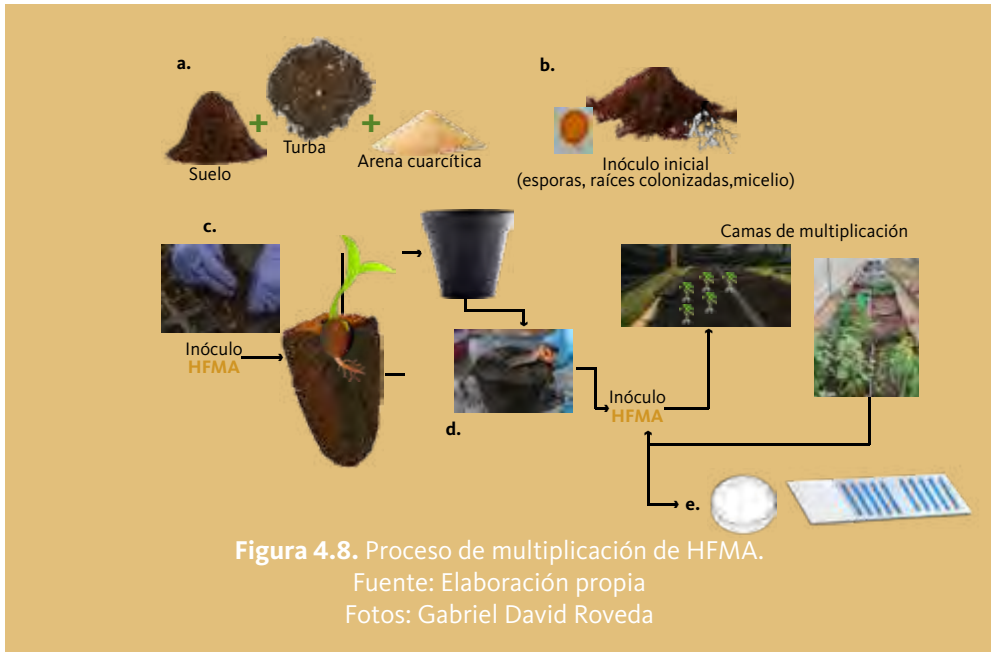 a.
Suelo
+
Turba
+
Arena cuarcítica
b.
Inóculo inicial
(esporas, raíces colonizadas,micelio)
c.
Inóculo
HFMA
d.
Inóculo
HFMA
Camas de multiplicación
e.
Figura 4.8. Proceso de multiplicación de HFMA.
Fuente: Elaboración propia
Fotos: Gabriel David Roveda